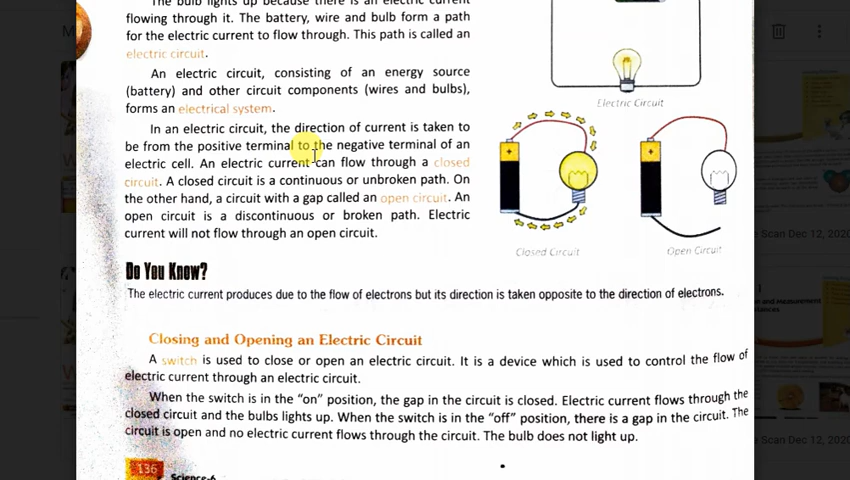 The bulb lights up because there is an electric current
flowing through it. The battery, wire and bulb form a path
for the electric current to flow through. This path is called an
electric circuit.
An electric circuit, consisting of an energy source
(battery) and other circuit components (wires and bulbs),
forms an electrical system.
In an electric circuit, the direction of current is taken to
be from the positive terminal to the negative terminal of an
electric cell. An electric current can flow through a closed
circuit. A closed circuit is a continuous or unbroken path. On
the other hand, a circuit with a gap called an open circuit. An
open circuit is a discontinuous or broken path. Electric
current will not flow through an open circuit.
Electric Circuit
Closed Circuit
Open Circuit
Do You Know?
The electric current produces due to the flow of electrons but its direction is taken opposite to the direction of electrons.
Closing and Opening an Electric Circuit
A switch is used to close or open an electric circuit. It is a device which is used to control the flow of
electric current through an electric circuit.
When the switch is in the "on" position, the gap in the circuit is closed. Electric current flows through the
closed circuit and the bulbs lights up. When the switch is in the "off" position, there is a gap in the circuit. The
circuit is open and no electric current flows through the circuit. The bulb does not light up.
136
Science-6
Scan Dec 12, 2020
Scan Dec 12, 2020